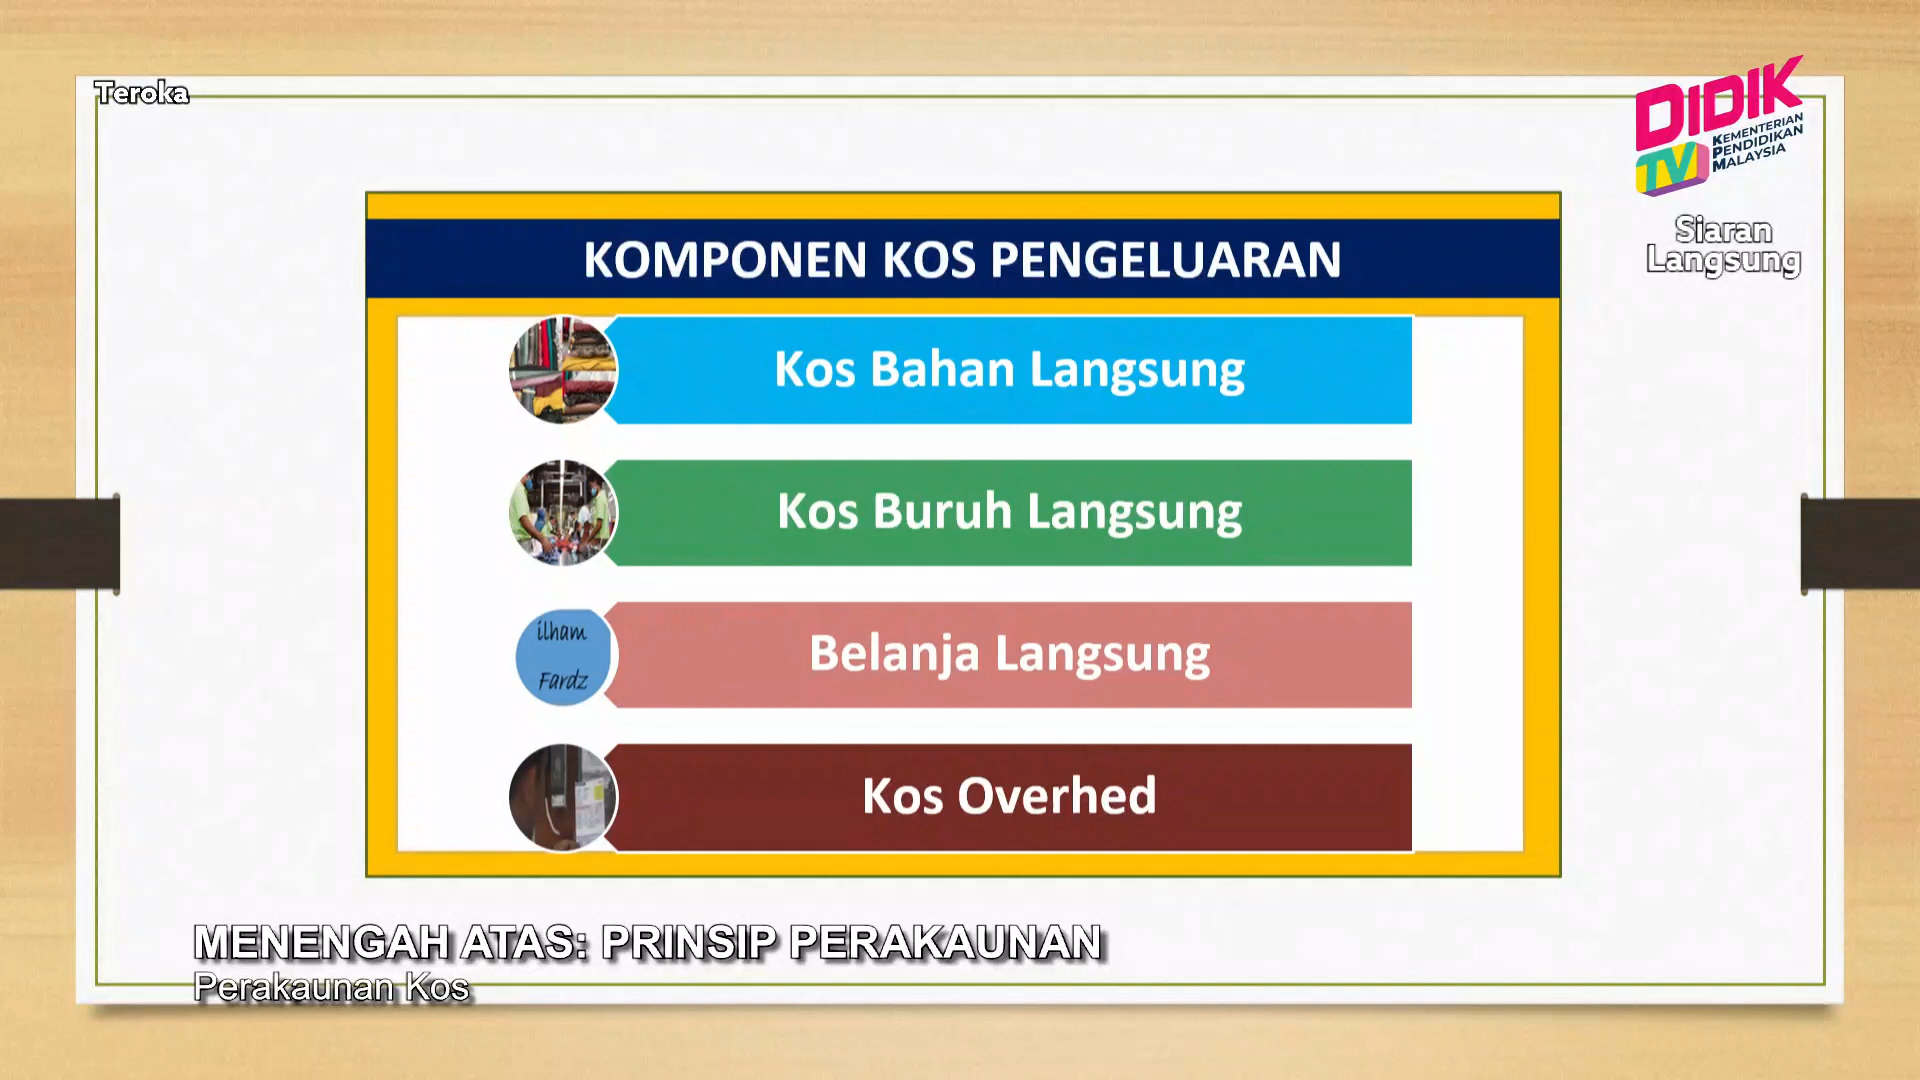 Teroka
DIDIK
TV
KEMENTERIAN
PENDIDIKAN
MALAYSIA
Siaran
Langsung
KOMPONEN KOS PENGELUARAN
Kos Bahan Langsung
Kos Buruh Langsung
ilham
Fardz
Belanja Langsung
Kos Overhed
MENENGAH ATAS: PRINSIP PERAKAUNAN
Perakaunan Kos